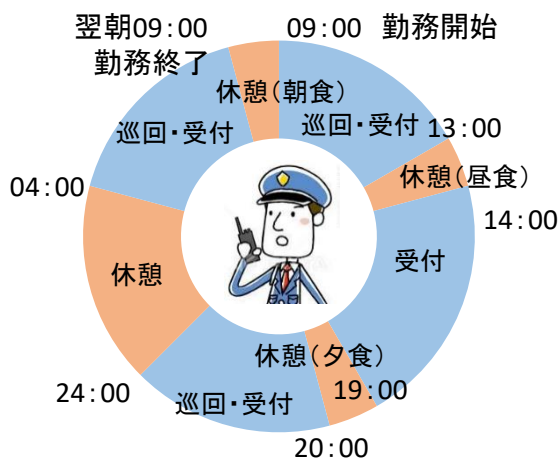 翌朝09:00
勤務終了
09:00 勤務開始
休憩(朝食)
巡回・受付
巡回・受付
13:00
休憩(昼食)
04:00
14:00
受付
休憩
休憩(夕食)
19:00
24:00
巡回・受付
20:00